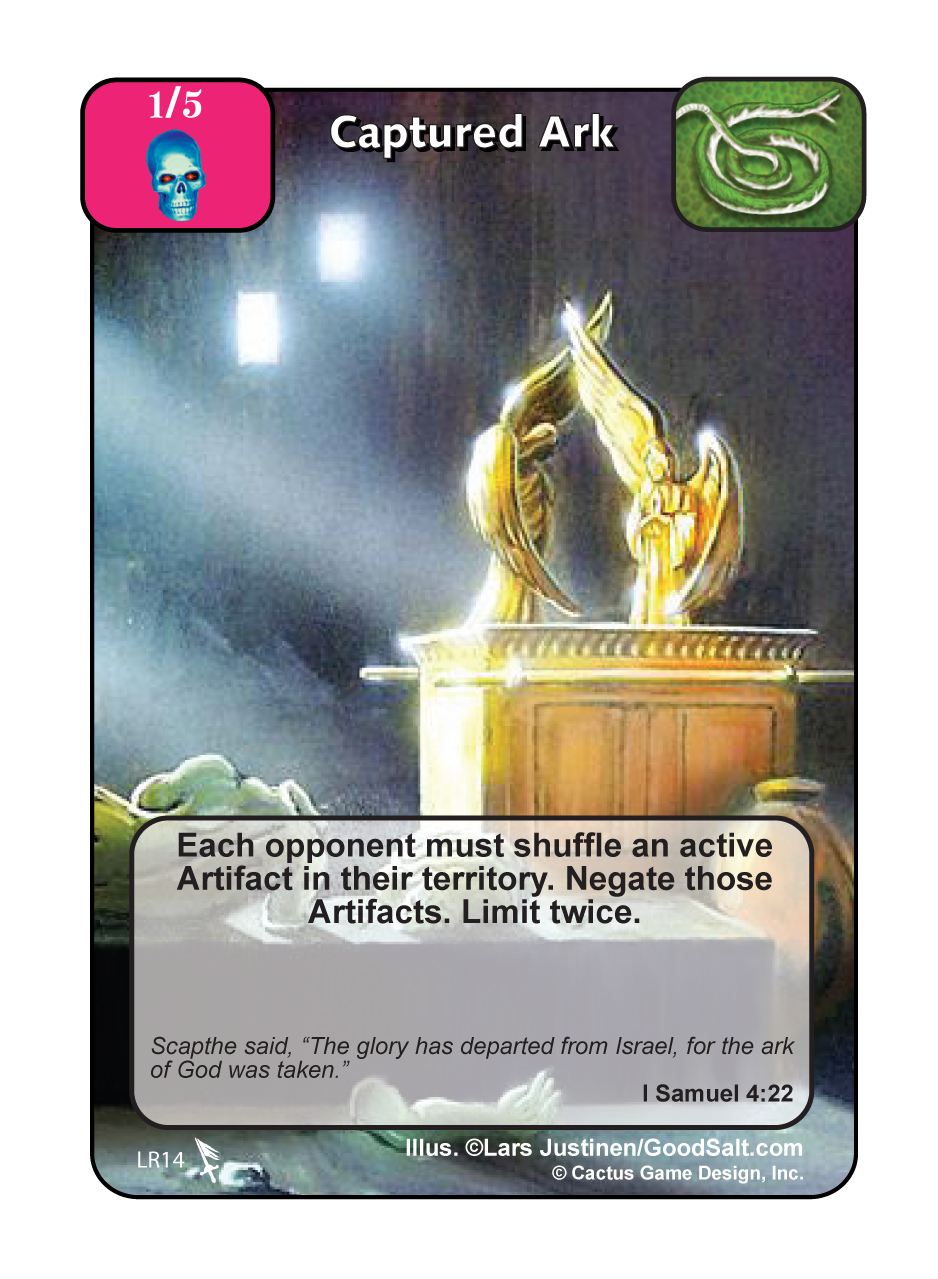 1/5
Captured Ark
Each opponent must shuffle an active
Artifact in their territory. Negate those
Artifacts. Limit twice.
Scapthe said, “The glory has departed from Israel, for the ark
of God was taken.”
I Samuel 4:22
Illus. ©Lars Justinen/GoodSalt.com
LR14
© Cactus Game Design, Inc.